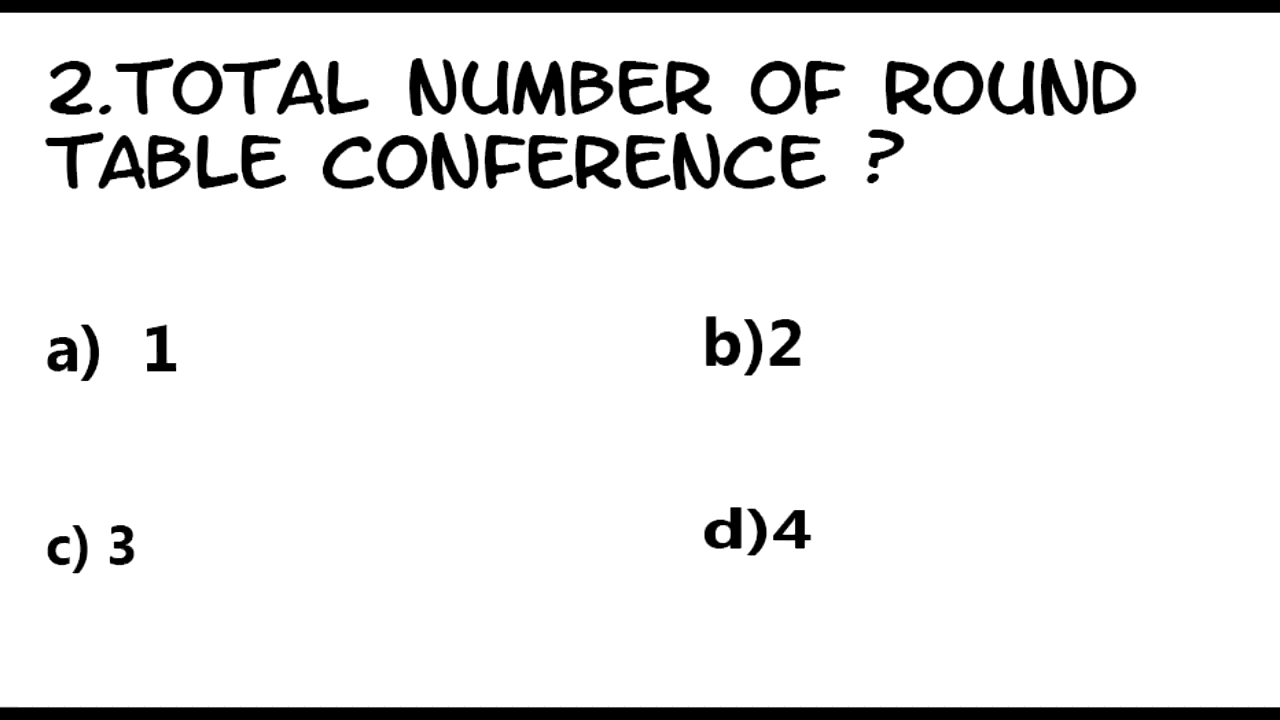 2.TOTAL NUMBER OF ROUND
TABLE CONFERENCE ?
a) 1
b)2
c) 3
d)4